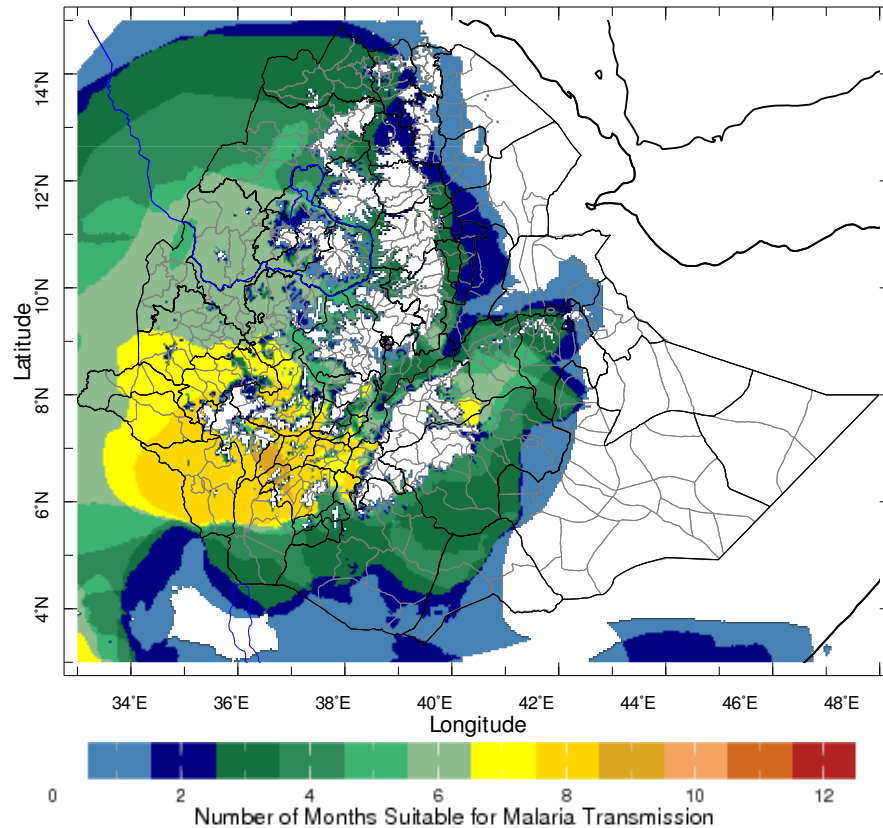 14°N
12°N
10°N
8°N
6°N
4°N
Latitude
34°E 36°E 38°E 40°E 42°E 44°E 46°E 48°E
Longitude
0 2 4 6 8 10 12
Number of Months Suitable for Malaria Transmission